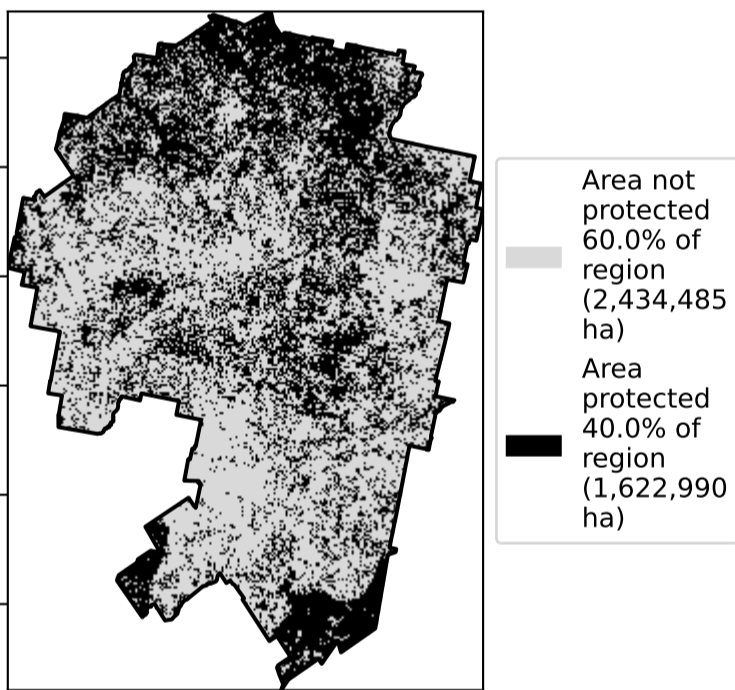 Area not
protected
60.0% of
region
(2,434,485
ha)
Area
protected
40.0% of
region
(1,622,990
ha)